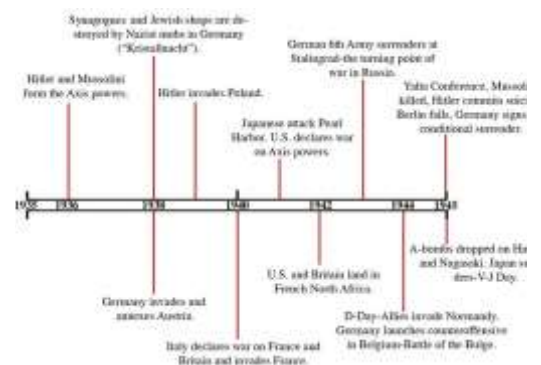 Synagogues and Jewish shops are de-
stroyed by Nazist mobs in Germany
("Kristallnacht").
German 6th Army surrenders at
Stalingrad-the turning point of
war in Russia.
Hitler and Mussolini
form the Axis powers.
Hitler invades Poland.
Yalta Conference, Mussol
killed, Hitler commits suici
Berlin falls, Germany signs
conditional surrender.
Japanese attack Pearl
Harbor, U.S. declares war
on Axis powers.
1935 1936 1938 1940 1942 1944 1945
A-bombs dropped on
and Nagasaki. Japan
ders-V-J Day.
U.S. and Britain land in
French North Africa.
Germany invades and
annexes Austria.
D-Day-Allies invade Normandy.
Germany launches counteroffensive
in Belgium-Battle of the Bulge.
Italy declares war on France and
Britain and invades France.